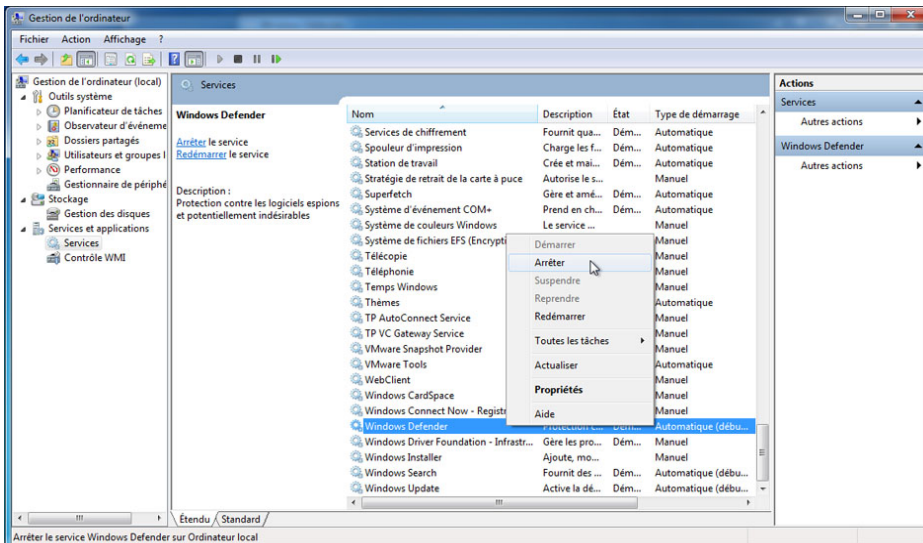 Gestion de l'ordinateur
Fichier Action Affichage ?
Gestion de l'ordinateur (local)
Outils système
Planificateur de tâches
Observateur d'événeme
Dossiers partagés
Utilisateurs et groupes l
Performance
Gestionnaire de périphé
Stockage
Gestion des disques
Services et applications
Services
Contrôle WMI
Services
Windows Defender
Arrêter le service
Redémarrer le service
Description :
Protection contre les logiciels espions
et potentiellement indésirables
Nom Description État Type de démarrage
Services de chiffrement Fournit qua... Dém... Automatique
Spouleur d'impression Charge les f... Dém... Automatique
Station de travail Crée et mai... Dém... Automatique
Stratégie de retrait de la carte à puce Autorise le s... Manuel
Superfetch Gère et amé... Dém... Automatique
Système d'événement COM+ Prend en ch... Dém... Automatique
Système de couleurs Windows Le service ... Manuel
Système de fichiers EFS (Encrypti Manuel
Télécopie Manuel
Téléphonie Manuel
Temps Windows Manuel
Thèmes Automatique
TP AutoConnect Service Manuel
TP VC Gateway Service Manuel
VMware Snapshot Provider Manuel
VMware Tools Automatique
WebClient Manuel
Windows CardSpace Manuel
Windows Connect Now - Registr Manuel
Windows Defender Protection c... Dém... Automatique (débu...
Windows Driver Foundation - Infrastr... Gère les pro... Dém... Manuel
Windows Installer Ajoute, mo... Manuel
Windows Search Fournit des ... Dém... Automatique (débu...
Windows Update Active la dé... Dém... Automatique (débu...
Démarrer
Arrêter
Suspendre
Reprendre
Redémarrer
Toutes les tâches
Actualiser
Propriétés
Aide
Étendu Standard
Actions
Services
Autres actions
Windows Defender
Autres actions
Arrêter le service Windows Defender sur Ordinateur local